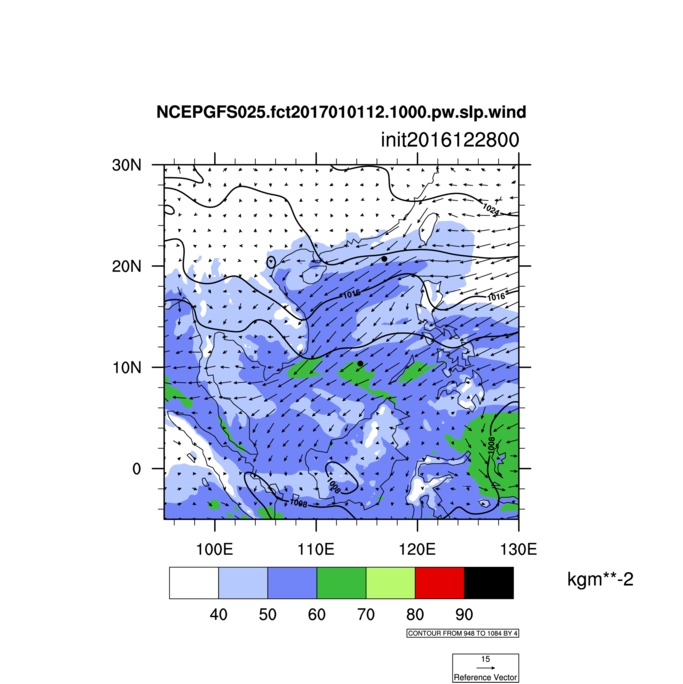 NCEPGFS025.fct2017010112.1000.pw.slp.wind
init2016122800
30N
20N
10N
0
1024
1016
1016
1008
1008
1008
100E 110E 120E 130E
kgm**-2
40 50 60 70 80 90
CONTOUR FROM 948 TO 1084 BY 4
15
Reference Vector